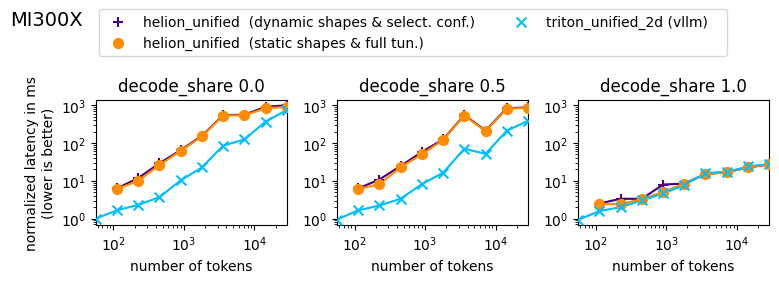 MI300X
helion_unified  (dynamic shapes & select. conf.)
helion_unified  (static shapes & full tun.)
triton_unified_2d (vllm)
decode_share 0.0
decode_share 0.5
decode_share 1.0
normalized latency in ms
(lower is better)
10³
10²
10¹
10⁰
10³
10²
10¹
10⁰
10³
10²
10¹
10⁰
10² 10³ 10⁴
10² 10³ 10⁴
10² 10³ 10⁴
number of tokens
number of tokens
number of tokens